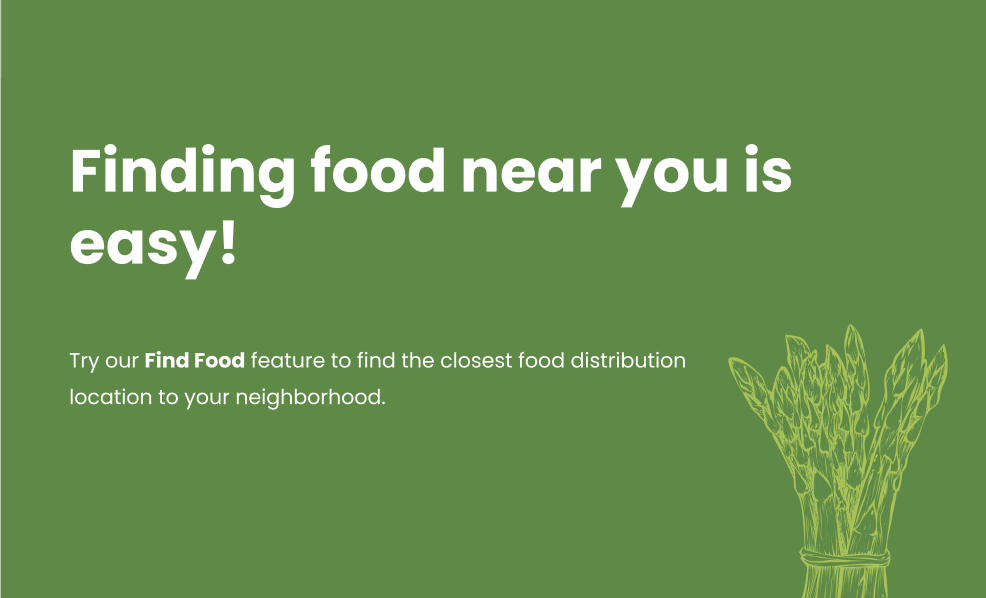 Finding food near you is
easy!
Try our Find Food feature to find the closest food distribution
location to your neighborhood.